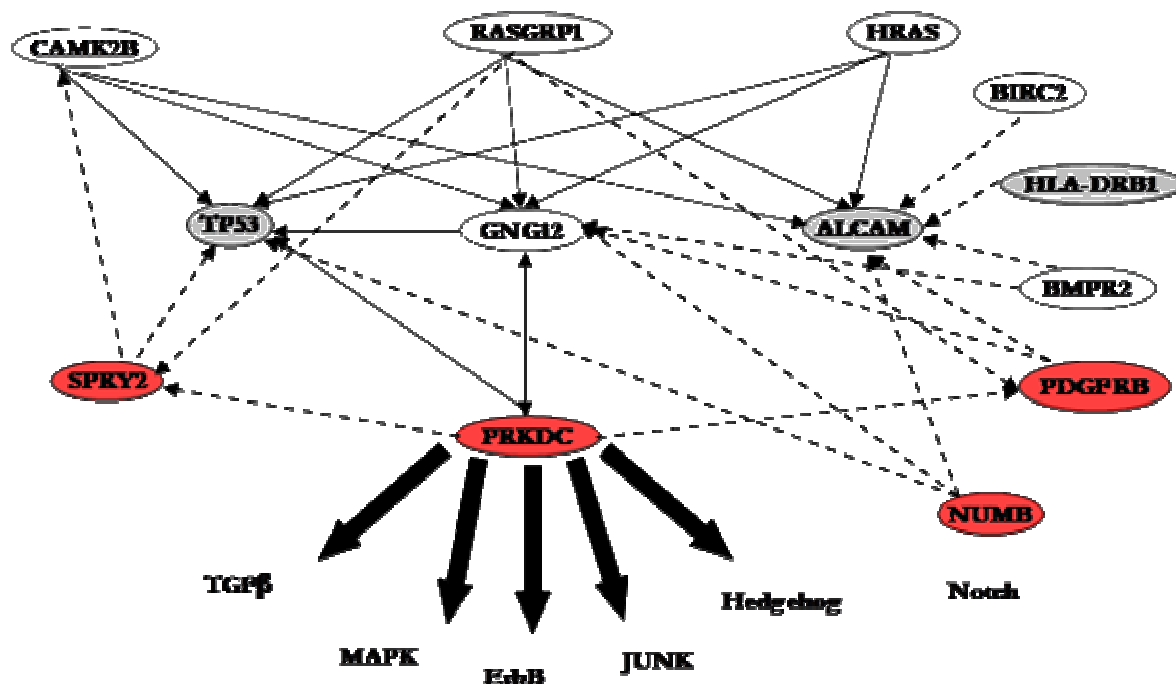 CAMK2B
RASGRP1
HRAS
BIRC2
HLA-DRB1
TP53
GNG12
ALCAM
BMPR2
SPRY2
PDGFRB
PRKDC
NUMB
TGFβ
Hedgehog
Notch
MAPK
ErbB
JUNK